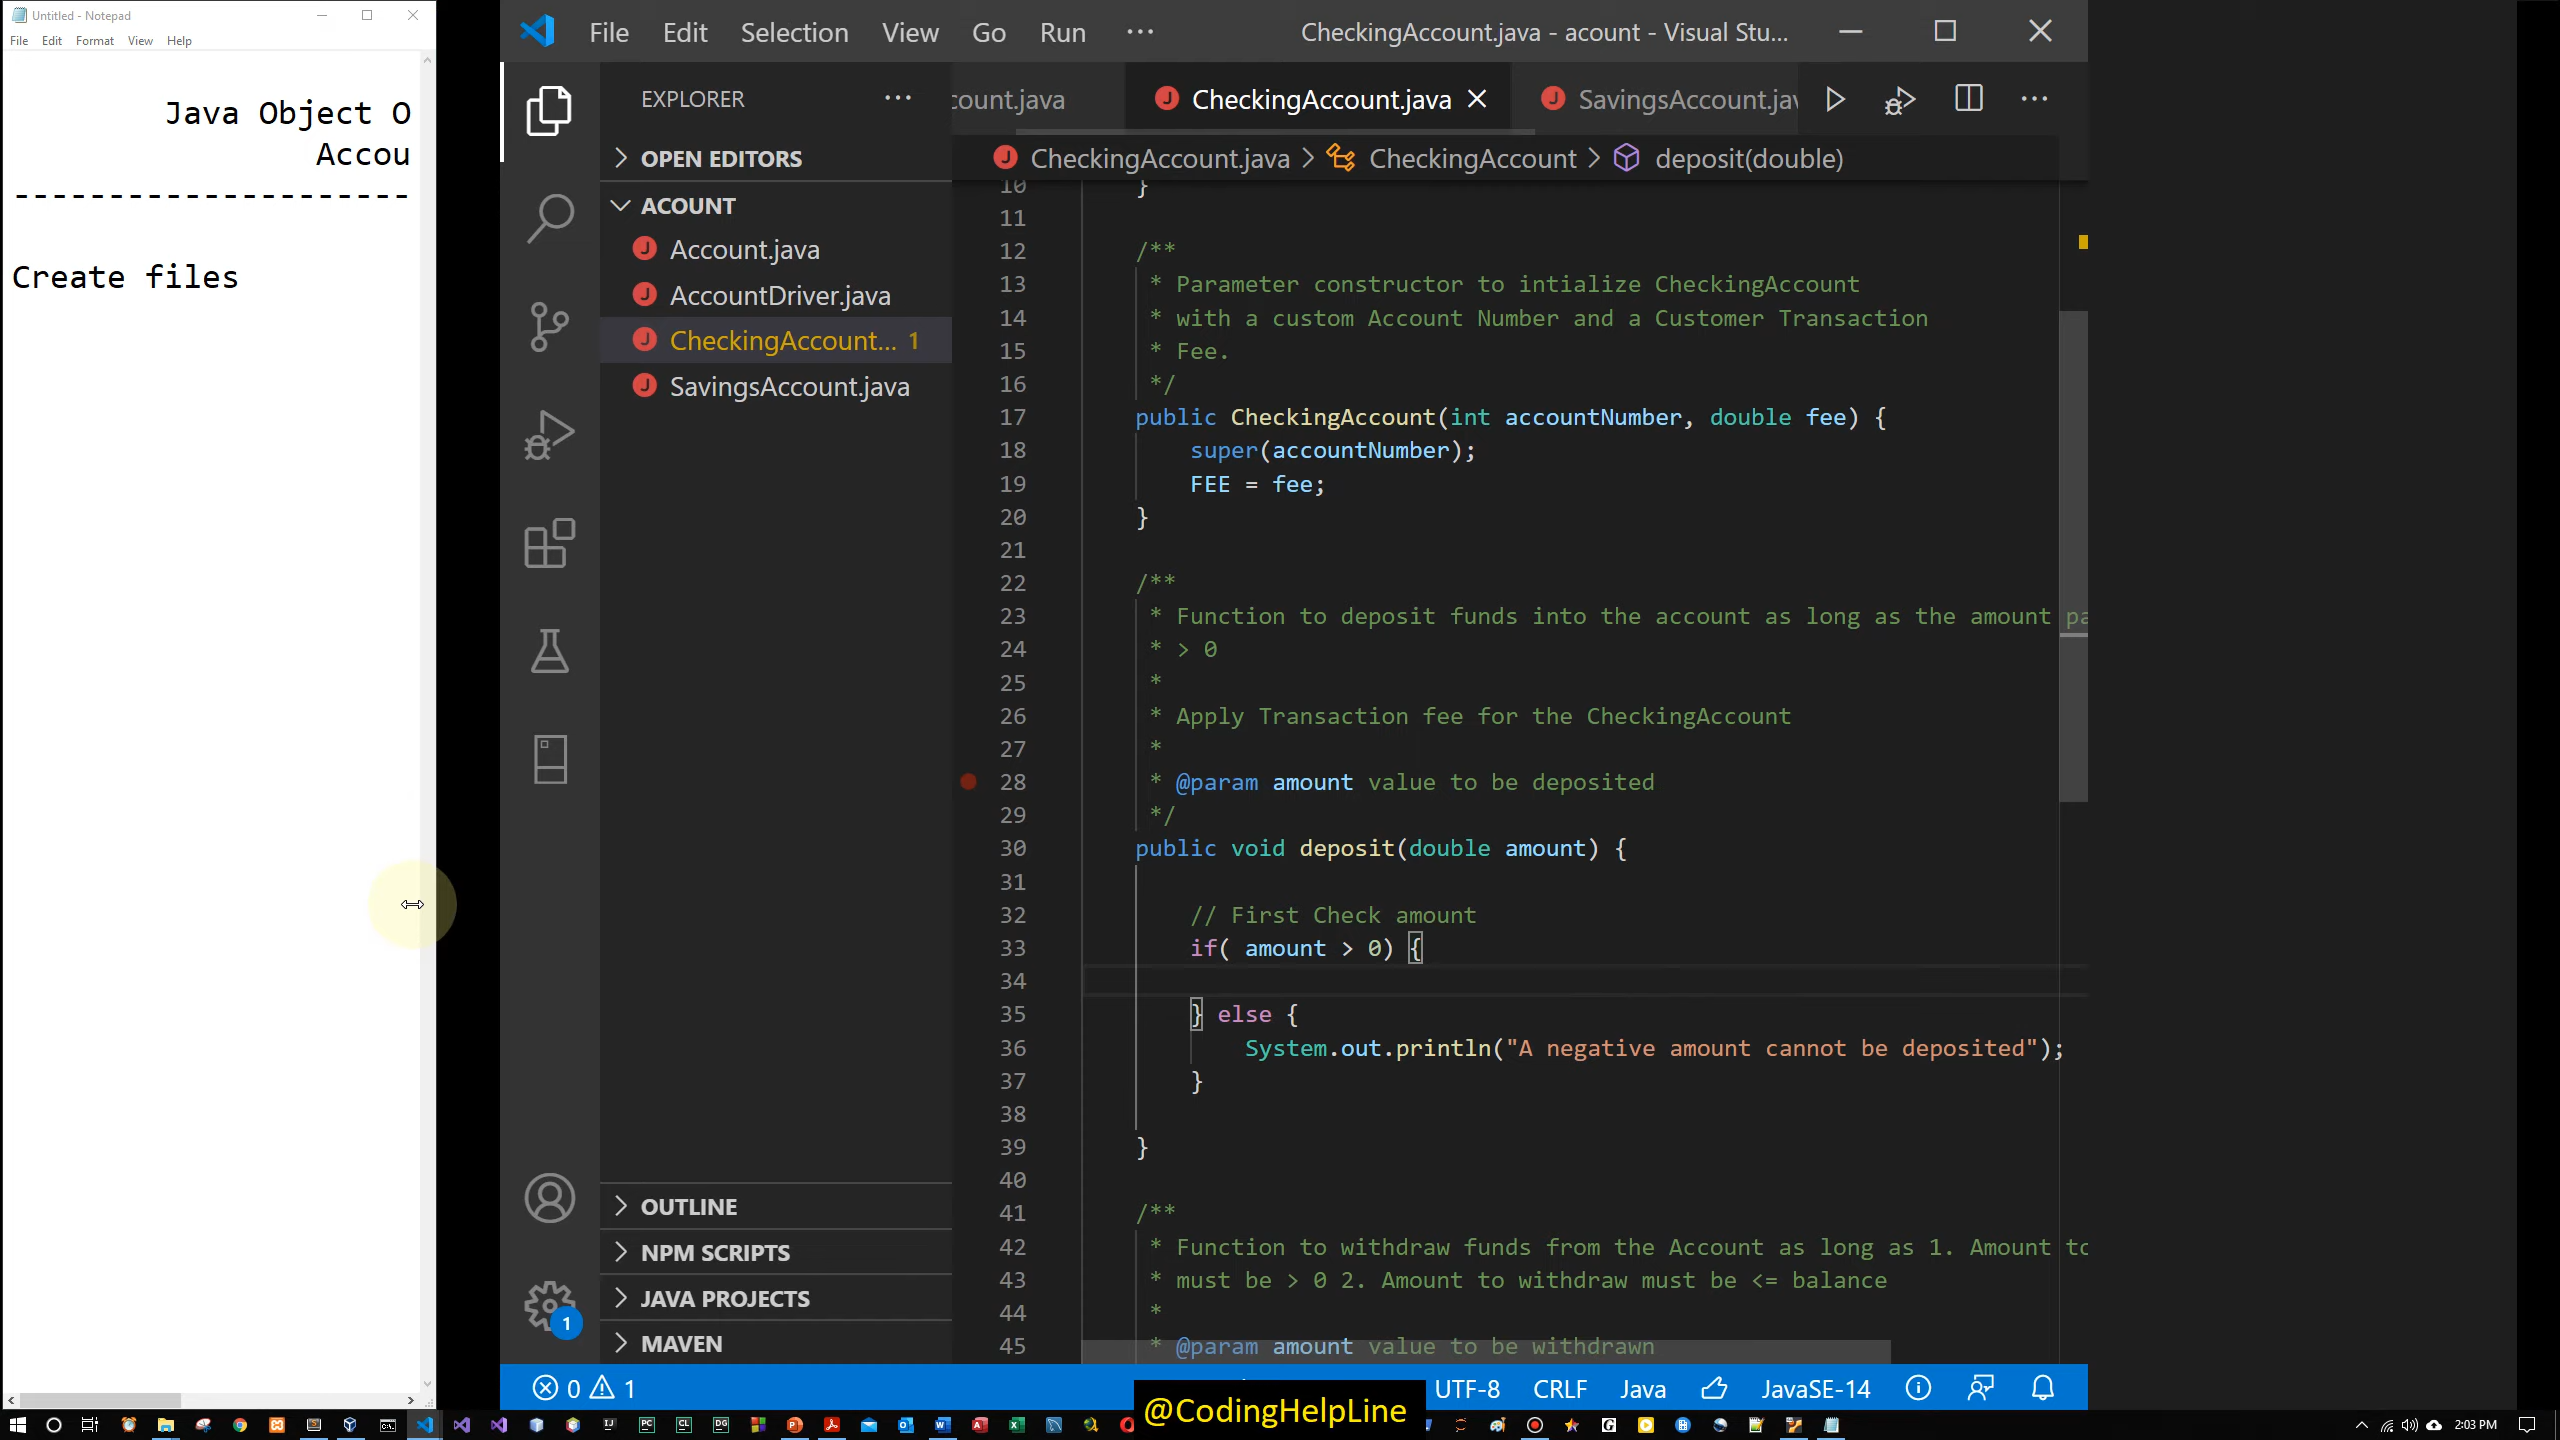 Untitled - Notepad
File Edit Format View Help
Java Object O
Accou
---------------------
Create files
File Edit Selection View Go Run ···
CheckingAccount.java - acount - Visual Stu...
EXPLORER
OPEN EDITORS
ACOUNT
Account.java
AccountDriver.java
CheckingAccount... 1
SavingsAccount.java
OUTLINE
NPM SCRIPTS
JAVA PROJECTS
MAVEN
1
count.java
CheckingAccount.java
SavingsAccount.jav
CheckingAccount.java > CheckingAccount > deposit(double)
10 }
11
12 /**
13 * Parameter constructor to intialize CheckingAccount
14 * with a custom Account Number and a Customer Transaction
15 * Fee.
16 */
17 public CheckingAccount(int accountNumber, double fee) {
18 super(accountNumber);
19 FEE = fee;
20 }
21
22 /**
23 * Function to deposit funds into the account as long as the amount pa
24 * > 0
25 *
26 * Apply Transaction fee for the CheckingAccount
27 *
28 * @param amount value to be deposited
29 */
30 public void deposit(double amount) {
31
32 // First Check amount
33 if( amount > 0) {
34
35 } else {
36 System.out.println("A negative amount cannot be deposited");
37 }
38
39 }
40
41 /**
42 * Function to withdraw funds from the Account as long as 1. Amount to
43 * must be > 0 2. Amount to withdraw must be <= balance
44 *
45 * @param amount value to be withdrawn
0 1
UTF-8 CRLF Java JavaSE-14
@CodingHelpLine
2:03 PM